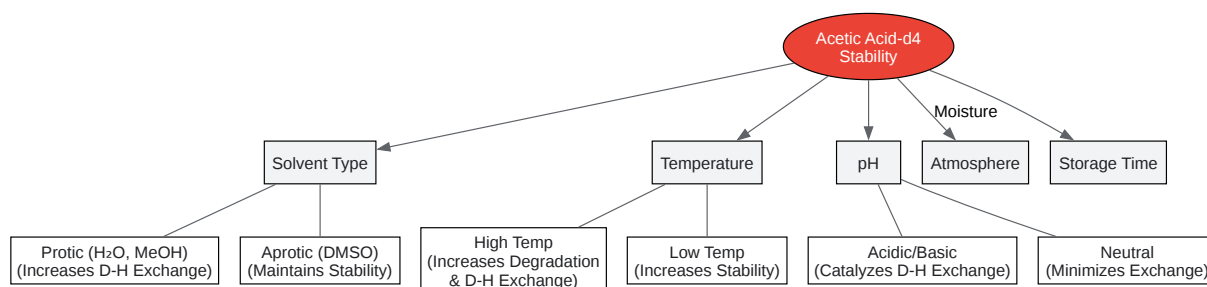 Acetic Acid-d4
Stability
Moisture
Solvent Type
Temperature
pH
Atmosphere
Storage Time
Protic (H₂O, MeOH)
(Increases D-H Exchange)
Aprotic (DMSO)
(Maintains Stability)
High Temp
(Increases Degradation
& D-H Exchange)
Low Temp
(Increases Stability)
Acidic/Basic
(Catalyzes D-H Exchange)
Neutral
(Minimizes Exchange)